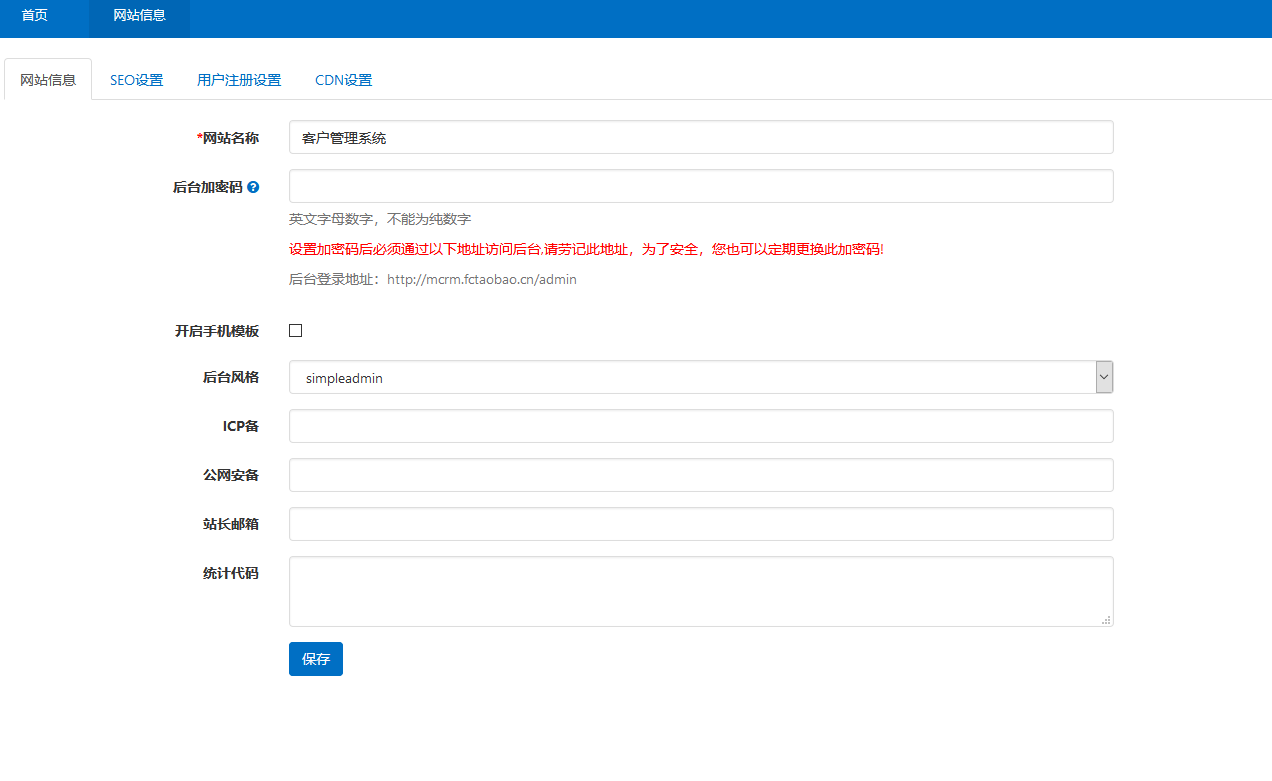 首页 网站信息
网站信息 SEO设置 用户注册设置 CDN设置
*网站名称 客户管理系统
后台加密码
英文字母数字，不能为纯数字
设置加密码后必须通过以下地址访问后台,请劳记此地址，为了安全，您也可以定期更换此加密码!
后台登录地址：http://mcrm.fctaobao.cn/admin
开启手机模板
后台风格 simpleadmin
ICP备
公网安备
站长邮箱
统计代码
保存